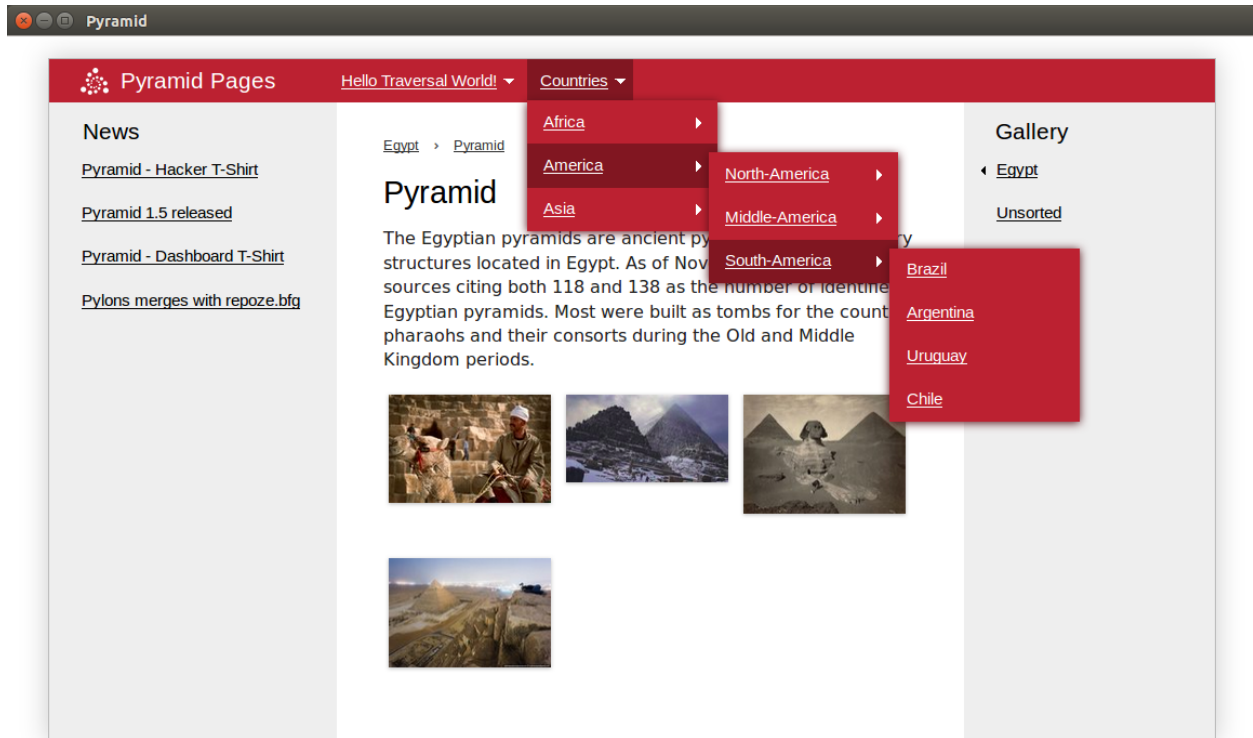 Pyramid
Pyramid Pages
Hello Traversal World!
Countries
Africa
America
Asia
North-America
Middle-America
South-America
Brazil
Argentina
Uruguay
Chile
News
Pyramid - Hacker T-Shirt
Pyramid 1.5 released
Pyramid - Dashboard T-Shirt
Pylons merges with repoze.bfg
Egypt › Pyramid
Pyramid
The Egyptian pyramids are ancient
structures located in Egypt. As of
sources citing both 118 and 138 as the number of
Egyptian pyramids. Most were built as tombs for the
pharaohs and their consorts during the Old and Middle
Kingdom periods.
Gallery
Egypt
Unsorted